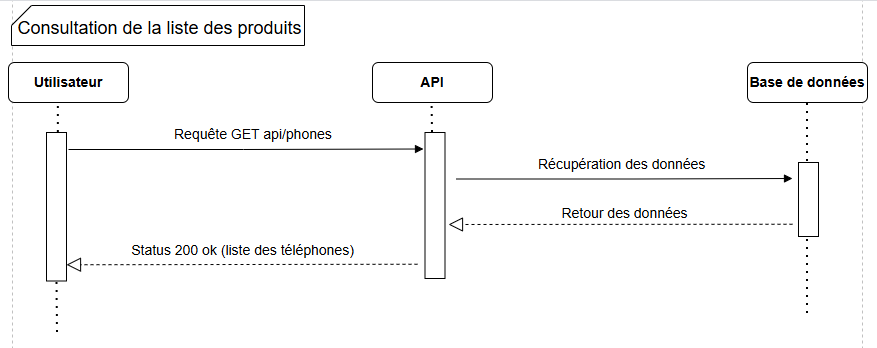 Consultation de la liste des produits
Utilisateur
API
Base de données
Requête GET api/phones
Récupération des données
Retour des données
Status 200 ok (liste des téléphones)